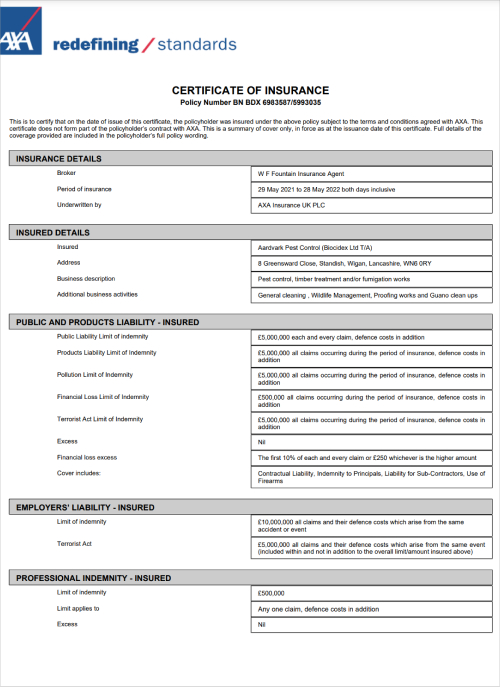 AXA
redefining / standards
CERTIFICATE OF INSURANCE
Policy Number BN BDX 6983587/5993035
This is to certify that on the date of issue of this certificate, the policyholder was insured under the above policy subject to the terms and conditions agreed with AXA. This
certificate does not form part of the policyholder's contract with AXA. This is a summary of cover only, in force as at the issuance date of this certificate. Full details of the
coverage provided are included in the policyholder's full policy wording.
INSURANCE DETAILS
Broker W F Fountain Insurance Agent
Period of insurance 29 May 2021 to 28 May 2022 both days inclusive
Underwritten by AXA Insurance UK PLC
INSURED DETAILS
Insured Aardvark Pest Control (Biocidex Ltd T/A)
Address 8 Greensward Close, Standish, Wigan, Lancashire, WN6 0RY
Business description Pest control, timber treatment and/or fumigation works
Additional business activities General cleaning , Wildlife Management, Proofing works and Guano clean ups
PUBLIC AND PRODUCTS LIABILITY - INSURED
Public Liability Limit of indemnity £5,000,000 each and every claim, defence costs in addition
Products Liability Limit of Indemnity £5,000,000 all claims occurring during the period of insurance, defence costs in
addition
Pollution Limit of Indemnity £5,000,000 all claims occurring during the period of insurance, defence costs in
addition
Financial Loss Limit of Indemnity £500,000 all claims occurring during the period of insurance, defence costs in
addition
Terrorist Act Limit of Indemnity £5,000,000 all claims occurring during the period of insurance, defence costs in
addition
Excess Nil
Financial loss excess The first 10% of each and every claim or £250 whichever is the higher amount
Cover includes: Contractual Liability, Indemnity to Principals, Liability for Sub-Contractors, Use of
Firearms
EMPLOYERS' LIABILITY - INSURED
Limit of indemnity £10,000,000 all claims and their defence costs which arise from the same
accident or event
Terrorist Act £5,000,000 all claims and their defence costs which arise from the same event
(included within and not in addition to the overall limit/amount insured above)
PROFESSIONAL INDEMNITY - INSURED
Limit of indemnity £500,000
Limit applies to Any one claim, defence costs in addition
Excess Nil